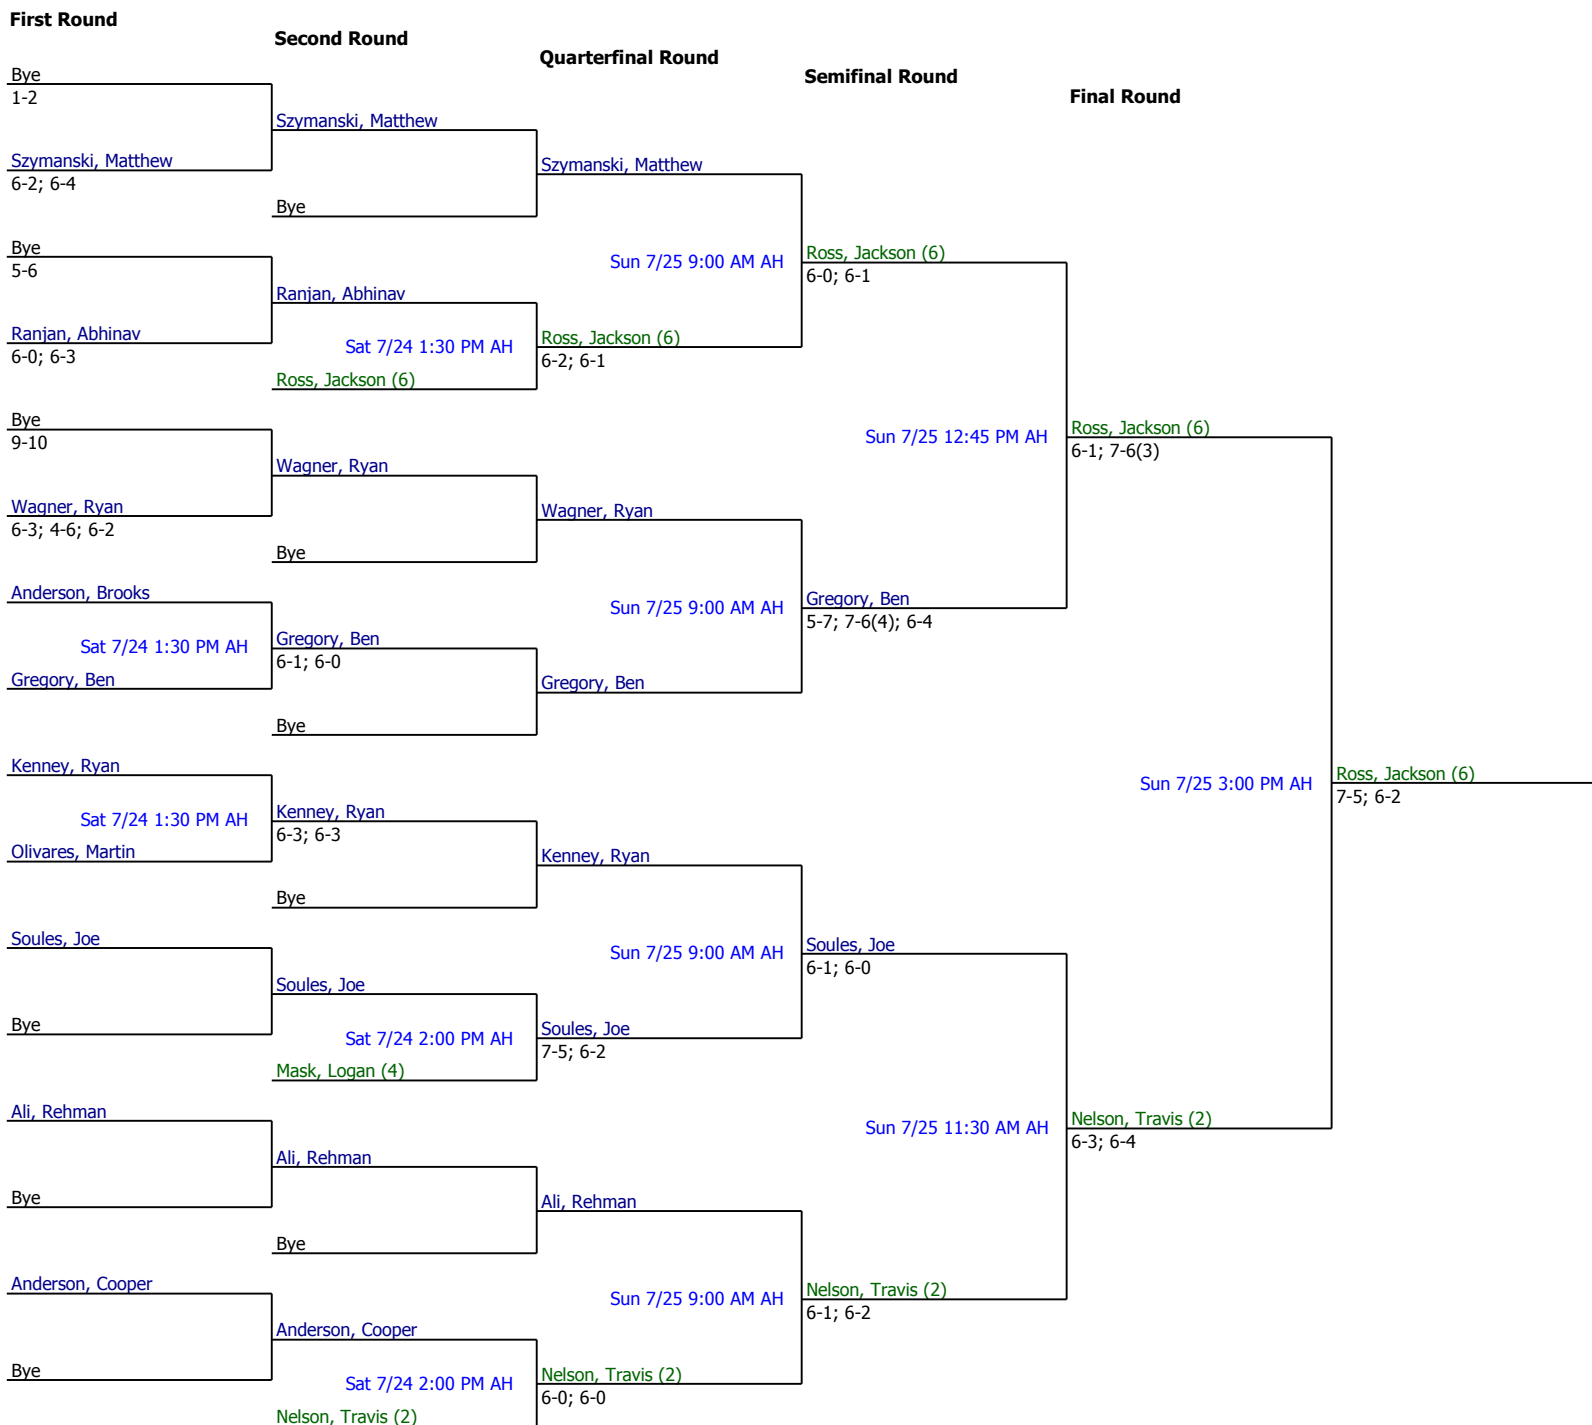 First Round
Second Round
Quarterfinal Round
Semifinal Round
Final Round
Bye
1-2
Szymanski, Matthew
6-2; 6-4
Bye
5-6
Ranjan, Abhinav
6-0; 6-3
Bye
9-10
Wagner, Ryan
6-3; 4-6; 6-2
Anderson, Brooks
Sat 7/24 1:30 PM AH
Gregory, Ben
Kenney, Ryan
Sat 7/24 1:30 PM AH
Olivares, Martin
Soules, Joe
Bye
Ali, Rehman
Bye
Anderson, Cooper
Bye
Szymanski, Matthew
Bye
Ranjan, Abhinav
Sat 7/24 1:30 PM AH
Ross, Jackson (6)
Wagner, Ryan
Bye
Gregory, Ben
6-1; 6-0
Bye
Kenney, Ryan
6-3; 6-3
Bye
Soules, Joe
Sat 7/24 2:00 PM AH
Mask, Logan (4)
Ali, Rehman
Bye
Anderson, Cooper
Sat 7/24 2:00 PM AH
Nelson, Travis (2)
Szymanski, Matthew
Sun 7/25 9:00 AM AH
Ross, Jackson (6)
6-2; 6-1
Wagner, Ryan
Sun 7/25 9:00 AM AH
Gregory, Ben
Kenney, Ryan
Sun 7/25 9:00 AM AH
Soules, Joe
7-5; 6-2
Ali, Rehman
Sun 7/25 9:00 AM AH
Nelson, Travis (2)
6-0; 6-0
Ross, Jackson (6)
6-0; 6-1
Sun 7/25 12:45 PM AH
Gregory, Ben
5-7; 7-6(4); 6-4
Soules, Joe
6-1; 6-0
Sun 7/25 11:30 AM AH
Nelson, Travis (2)
6-1; 6-2
Ross, Jackson (6)
6-1; 7-6(3)
Sun 7/25 3:00 PM AH
Nelson, Travis (2)
6-3; 6-4
Ross, Jackson (6)
7-5; 6-2